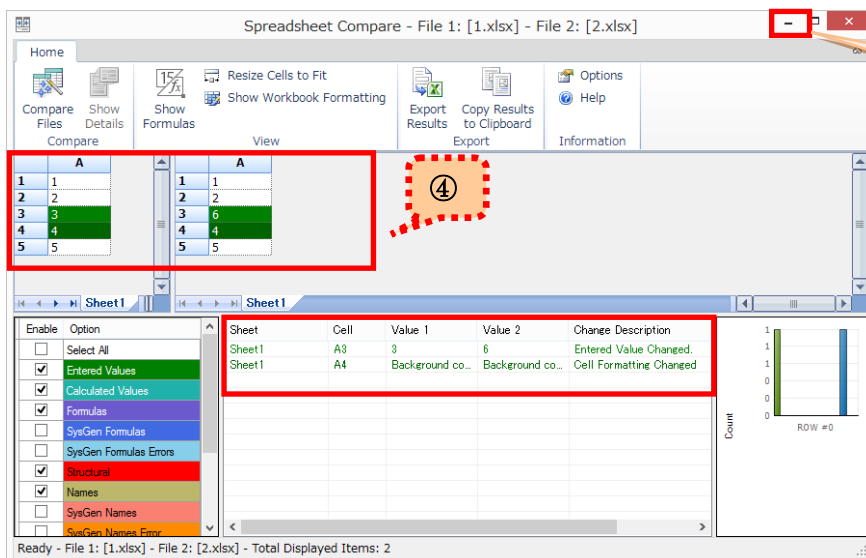 Spreadsheet Compare - File 1: [1.xlsx] - File 2: [2.xlsx]
Home
Compare Files
Show Details
Show Formulas
Resize Cells to Fit
Show Workbook Formatting
Export Results
Copy Results to Clipboard
Options
Help
Compare
View
Export
Information
A
1 1
2 2
3 3
4 4
5 5
A
1 1
2 2
3 6
4 4
5 5
④
Sheet1
Sheet1
Enable Option
Select All
Entered Values
Calculated Values
Formulas
SysGen Formulas
SysGen Formulas Errors
Structural
Names
SysGen Names
SysGen Names Error
Sheet Cell Value 1 Value 2 Change Description
Sheet1 A3 3 6 Entered Value Changed.
Sheet1 A4 Background co... Background co... Cell Formatting Changed
1
1
1
0
0
0
Count
ROW #0
Ready - File 1: [1.xlsx] - File 2: [2.xlsx] - Total Displayed Items: 2